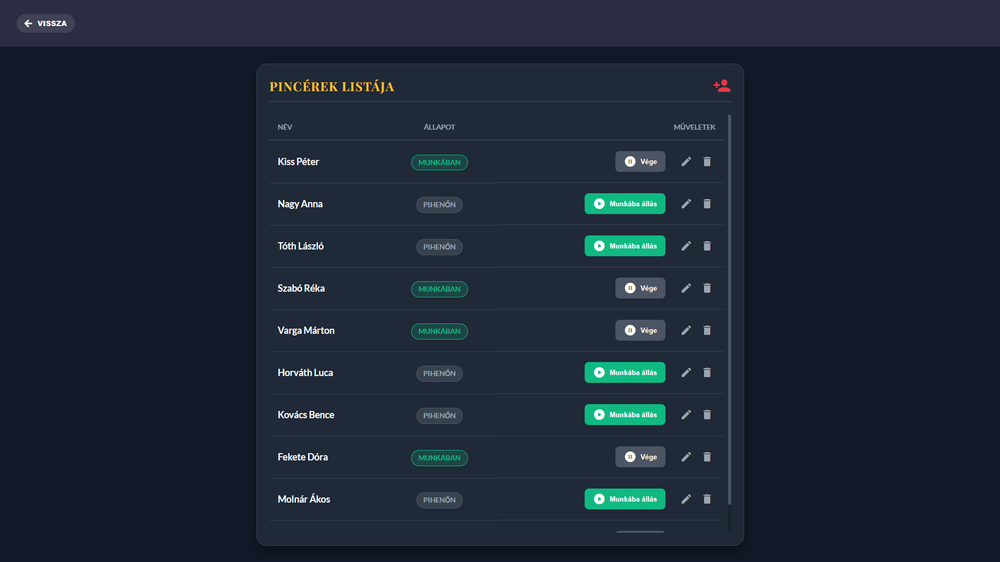 VISSZA
PINCÉREK LISTÁJA
NÉV ÁLLAPOT MŰVELETEK
Kiss Péter MUNKÁBAN Vége
Nagy Anna PIHENŐN Munkába állás
Tóth László PIHENŐN Munkába állás
Szabó Réka MUNKÁBAN Vége
Varga Márton MUNKÁBAN Vége
Horváth Luca PIHENŐN Munkába állás
Kovács Bence PIHENŐN Munkába állás
Fekete Dóra MUNKÁBAN Vége
Molnár Ákos PIHENŐN Munkába állás